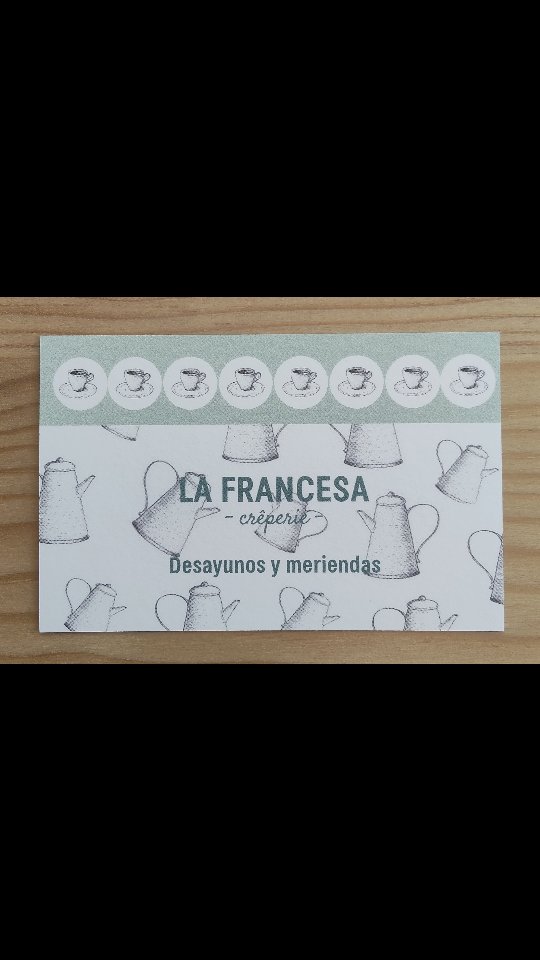 LA FRANCESA
- crêperie -
Desayunos y meriendas